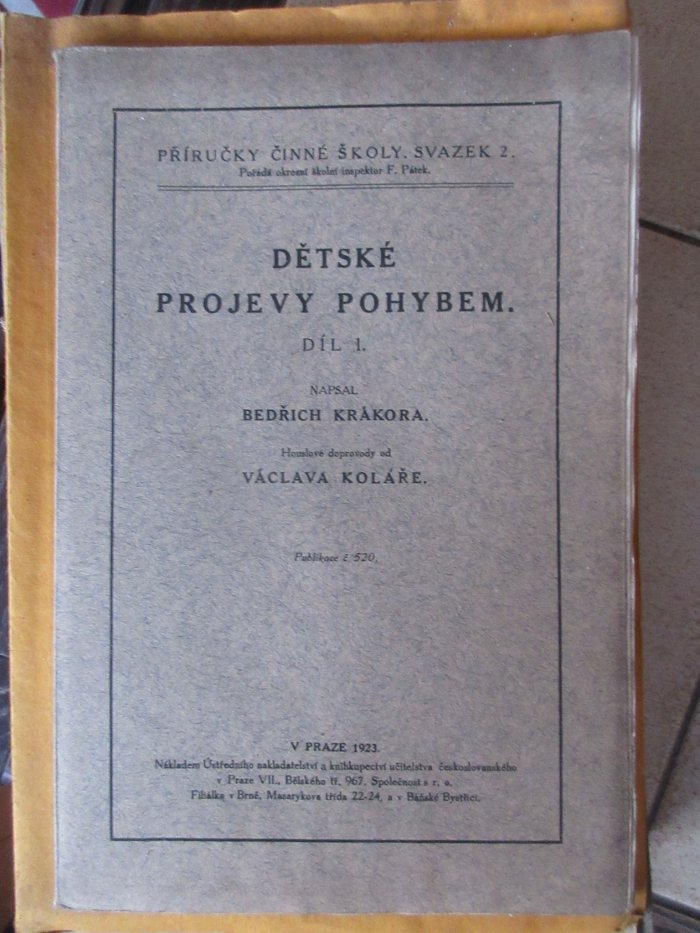 PŘÍRUČKY ČINNÉ ŠKOLY. SVAZEK 2.
Pořádá okresní školní inspektor F. Pátek.
DĚTSKÉ
PROJEVY POHYBEM.
DÍL I.
NAPSAL
BEDŘICH KRÁKORA.
Houslové doprovody od
VÁCLAVA KOLÁŘE.
Publikace č. 520.
V PRAZE 1923.
Nákladem Ústředního nakladatelství a knihkupectví učitelstva československého
v Praze VII., Bělského tř. 967. Společnost s r. o.
Filiálka v Brně, Masarykova třída 22-24, a v Báňské Bystřici.